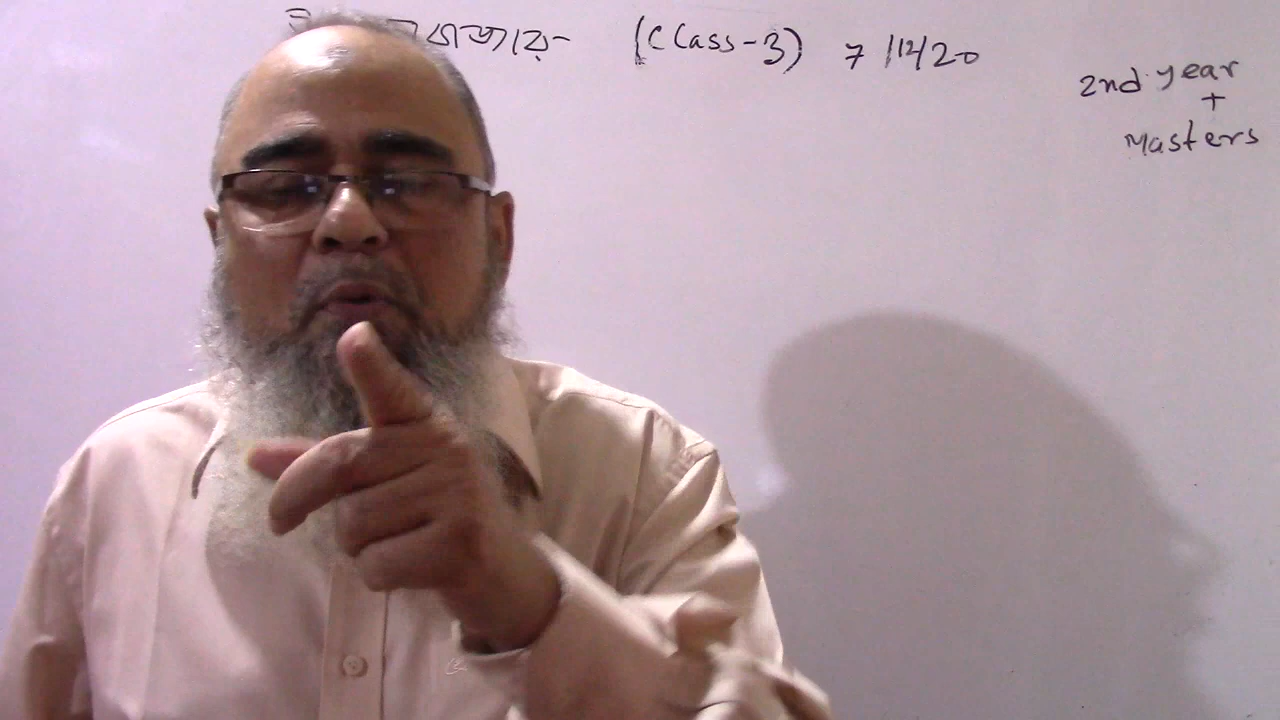 (Class-3) 7/12/20
2nd year
+
Masters